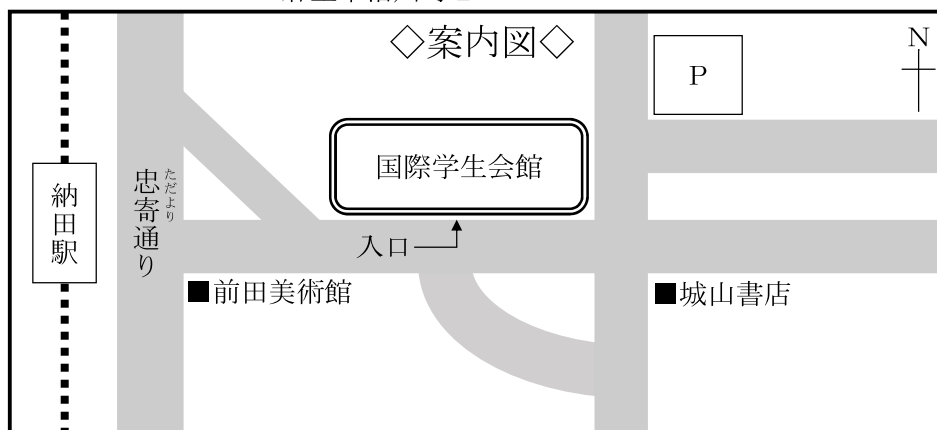 ◇案内図◇
P
N
国際学生会館
入口
納田駅
忠寄通り
ただより
■前田美術館
■城山書店